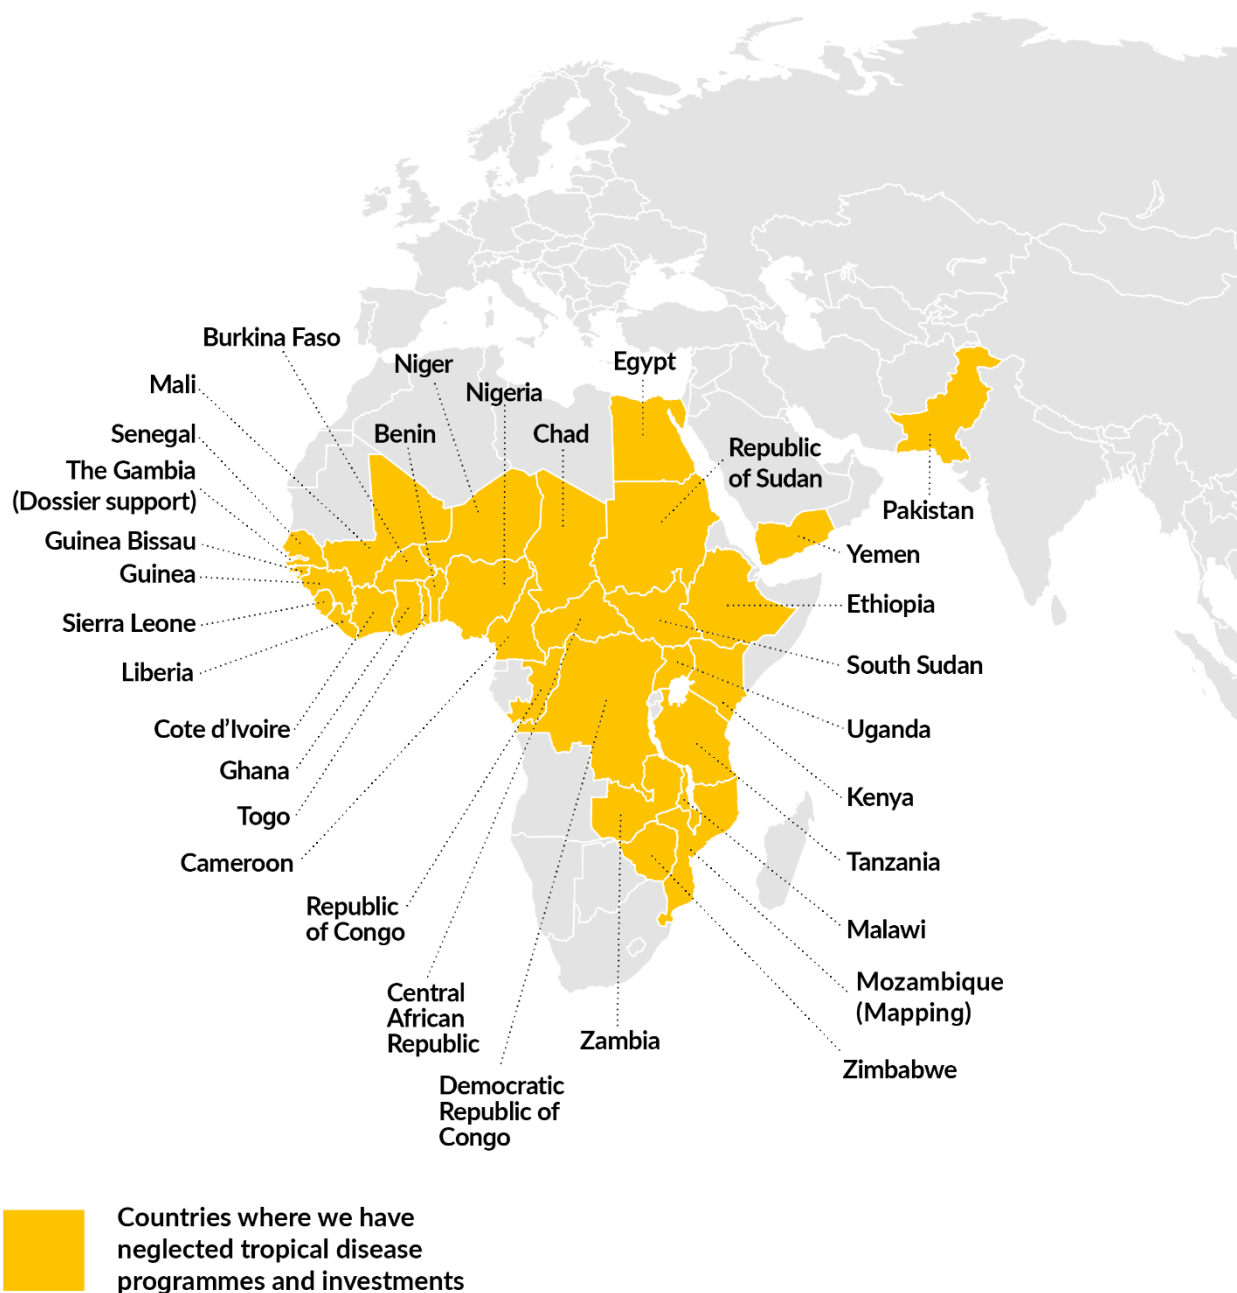 Burkina Faso
Niger
Egypt
Mali
Nigeria
Senegal
Benin
Chad
Republic
of Sudan
The Gambia
(Dossier support)
Pakistan
Guinea Bissau
Yemen
Guinea
Ethiopia
Sierra Leone
South Sudan
Liberia
Cote d’Ivoire
Uganda
Ghana
Kenya
Togo
Cameroon
Tanzania
Republic
of Congo
Malawi
Central
African
Republic
Mozambique
(Mapping)
Zambia
Zimbabwe
Democratic
Republic of
Congo
Countries where we have
neglected tropical disease
programmes and investments